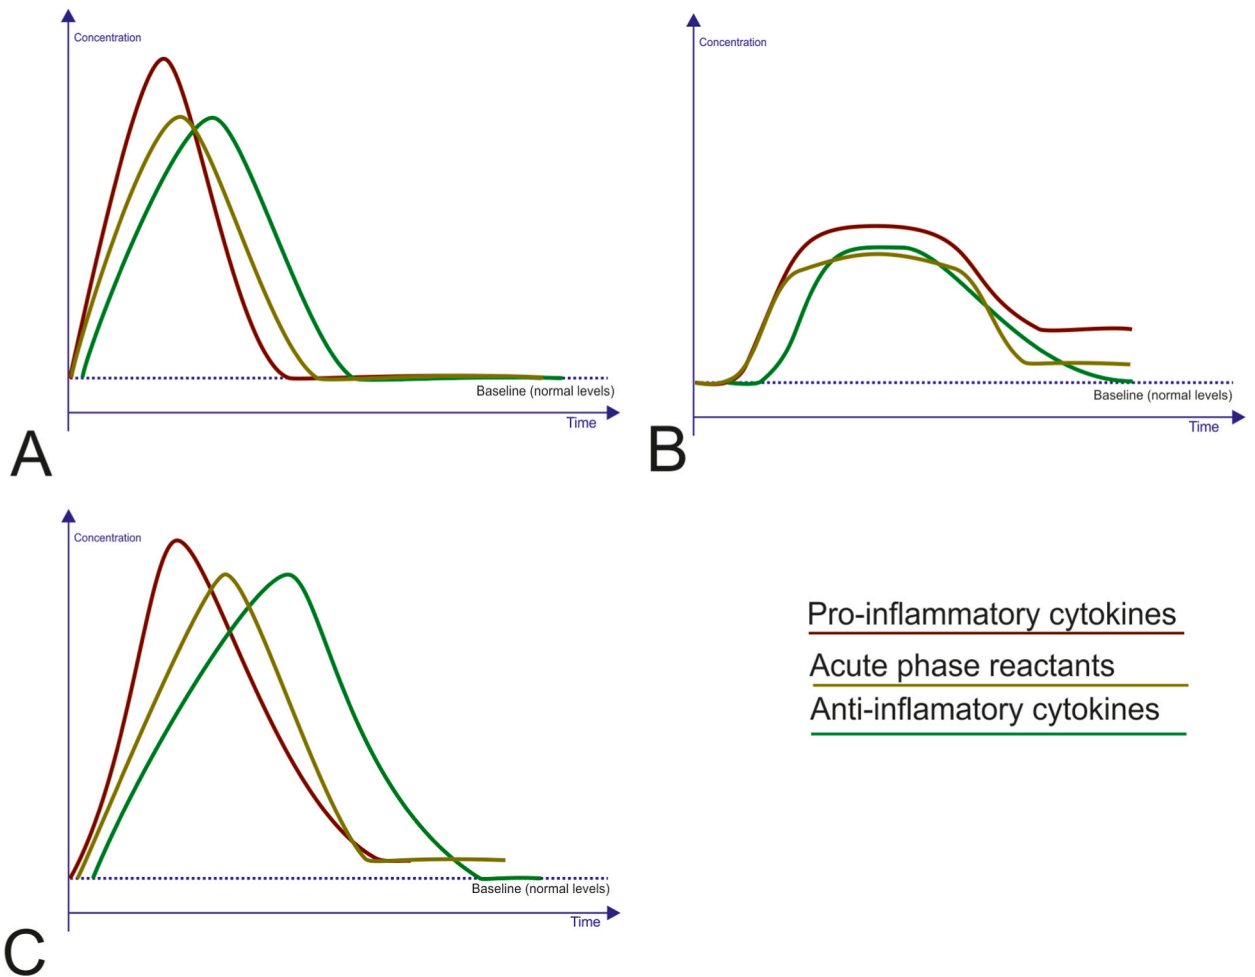 Concentration
Baseline (normal levels)
Time
A
Concentration
Baseline (normal levels)
Time
B
Concentration
Baseline (normal levels)
Time
C
Pro-inflammatory cytokines
Acute phase reactants
Anti-inflamatory cytokines